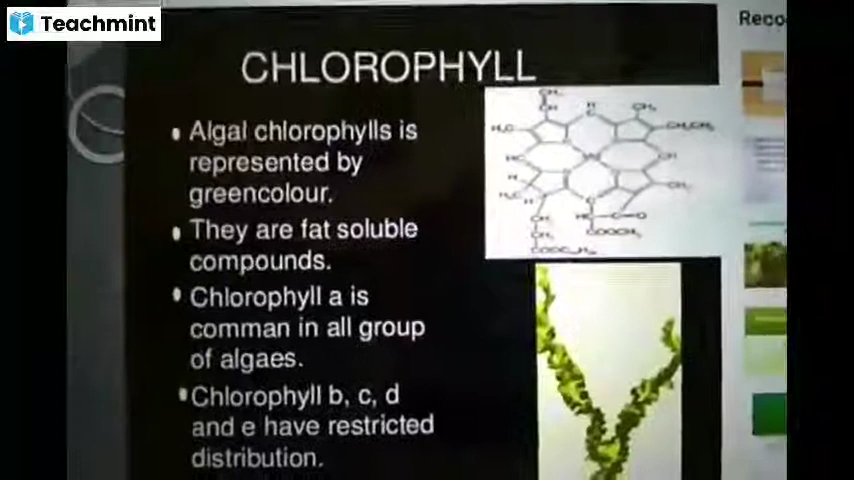 Teachmint
Reco
CHLOROPHYLL
• Algal chlorophylls is
represented by
greencolour.
• They are fat soluble
compounds.
• Chlorophyll a is
comman in all group
of algaes.
• Chlorophyll b, c, d
and e have restricted
distribution.